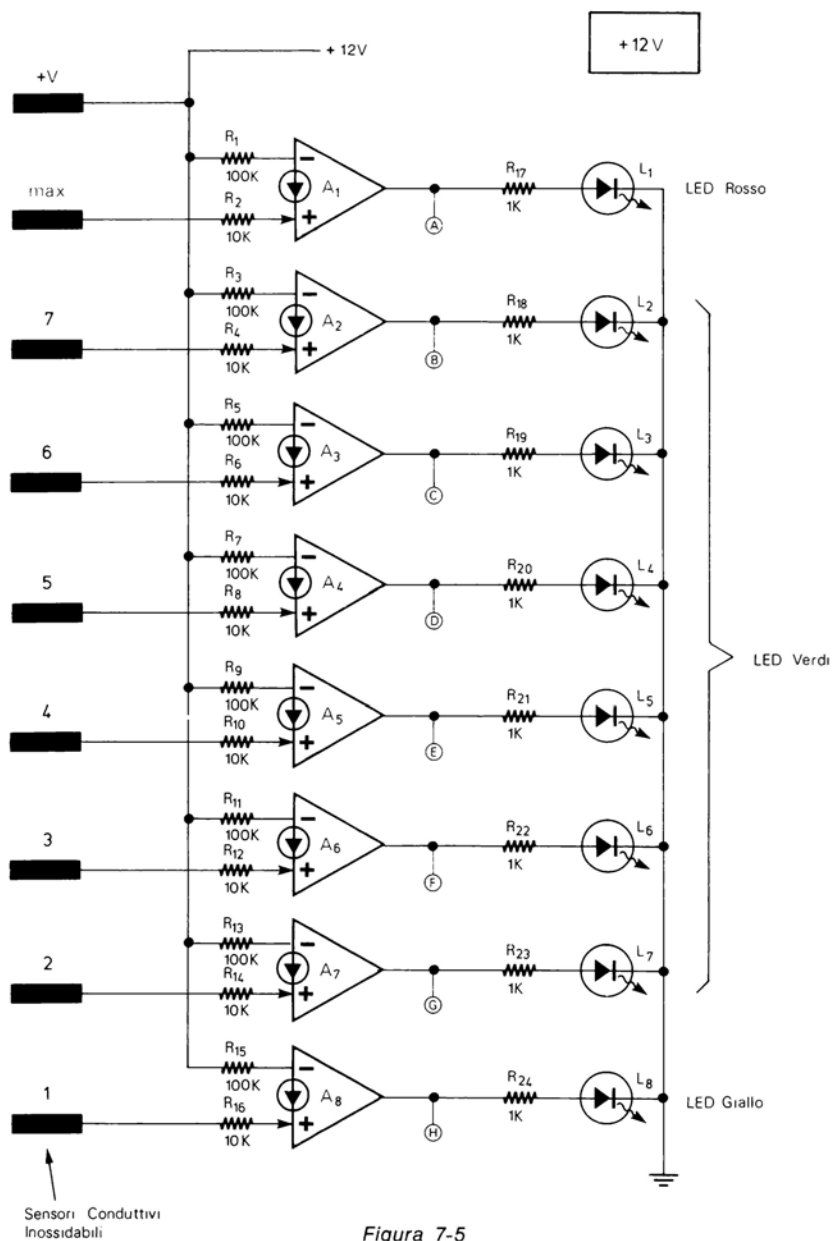 + 12V
+ 12 V
+V
R1
100K
max
R2
10K
−
+
A1
A
R17
1K
L1
LED Rosso
R3
100K
7
R4
10K
−
+
A2
B
R18
1K
L2
R5
100K
6
R6
10K
−
+
A3
C
R19
1K
L3
R7
100K
5
R8
10K
−
+
A4
D
R20
1K
L4
LED Verdi
R9
100K
4
R10
10K
−
+
A5
E
R21
1K
L5
R11
100K
3
R12
10K
−
+
A6
F
R22
1K
L6
R13
100K
2
R14
10K
−
+
A7
G
R23
1K
L7
R15
100K
1
R16
10K
−
+
A8
H
R24
1K
L8
LED Giallo
Sensori Conduttivi
Inossidabili
Figura 7-5